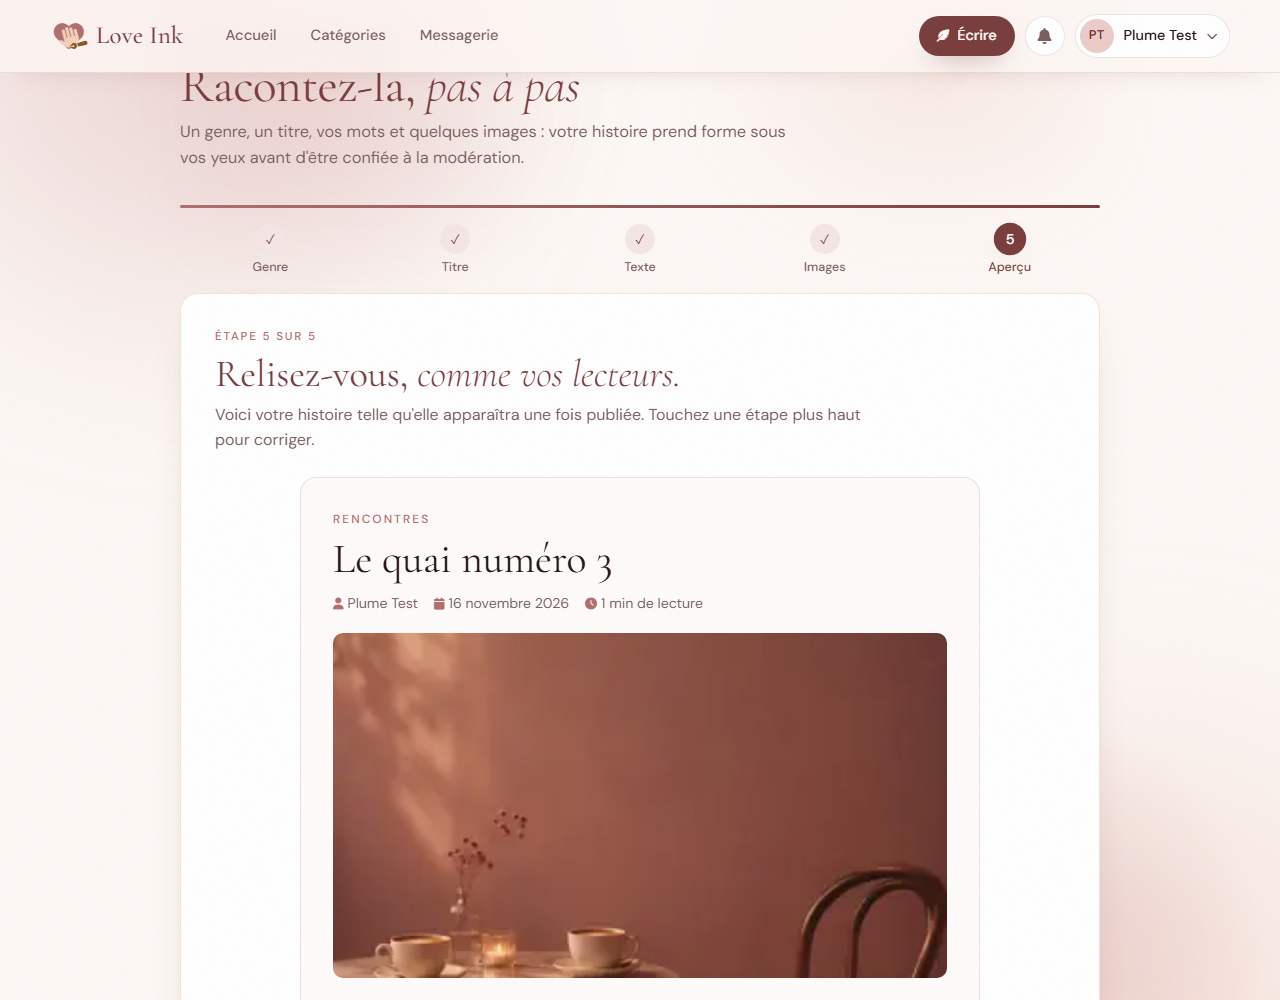 Love Ink
Accueil
Catégories
Messagerie
Écrire
PT
Plume Test
Racontez-la, pas à pas
Un genre, un titre, vos mots et quelques images : votre histoire prend forme sous
vos yeux avant d'être confiée à la modération.
✓
✓
✓
✓
5
Genre
Titre
Texte
Images
Aperçu
ÉTAPE 5 SUR 5
Relisez-vous, comme vos lecteurs.
Voici votre histoire telle qu'elle apparaîtra une fois publiée. Touchez une étape plus haut
pour corriger.
RENCONTRES
Le quai numéro 3
Plume Test
16 novembre 2026
1 min de lecture